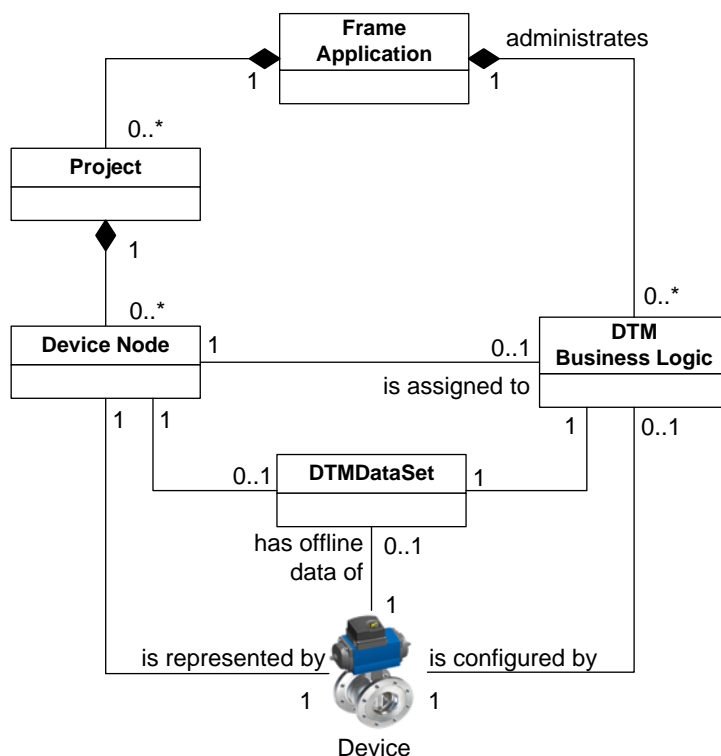 Frame
Application
administrates
1
1
0..*
Project
1
0..*
0..*
Device Node
DTM
Business Logic
1
0..1
is assigned to
1
1
1
0..1
0..1
DTMDataSet
1
has offline
data of
0..1
1
is represented by
is configured by
1
1
Device